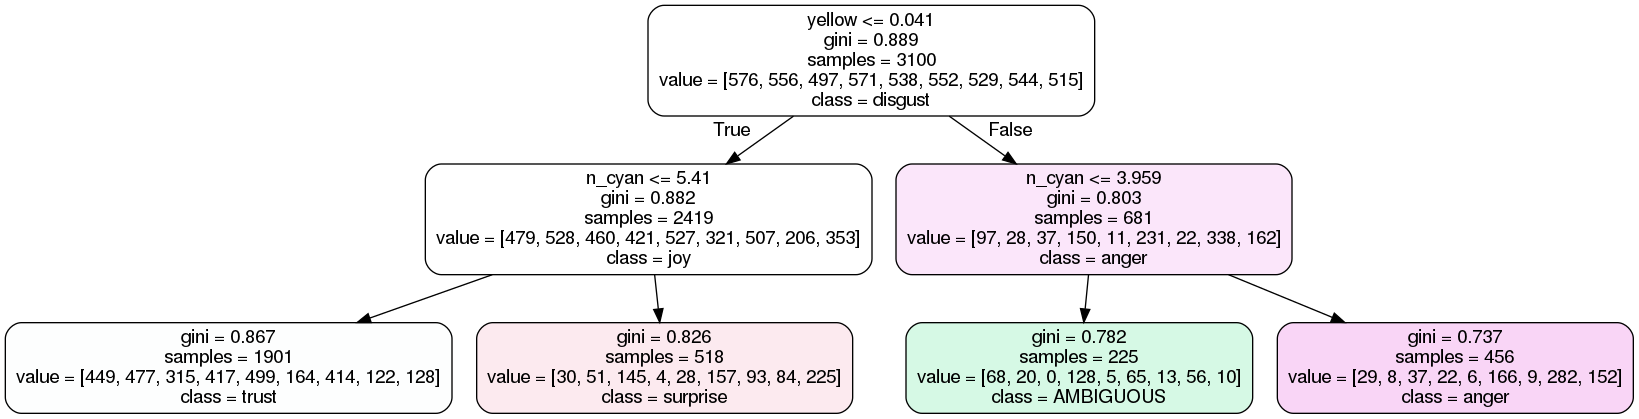 yellow <= 0.041
gini = 0.889
samples = 3100
value = [576, 556, 497, 571, 538, 552, 529, 544, 515]
class = disgust
True
False
n_cyan <= 5.41
gini = 0.882
samples = 2419
value = [479, 528, 460, 421, 527, 321, 507, 206, 353]
class = joy
n_cyan <= 3.959
gini = 0.803
samples = 681
value = [97, 28, 37, 150, 11, 231, 22, 338, 162]
class = anger
gini = 0.867
samples = 1901
value = [449, 477, 315, 417, 499, 164, 414, 122, 128]
class = trust
gini = 0.826
samples = 518
value = [30, 51, 145, 4, 28, 157, 93, 84, 225]
class = surprise
gini = 0.782
samples = 225
value = [68, 20, 0, 128, 5, 65, 13, 56, 10]
class = AMBIGUOUS
gini = 0.737
samples = 456
value = [29, 8, 37, 22, 6, 166, 9, 282, 152]
class = anger